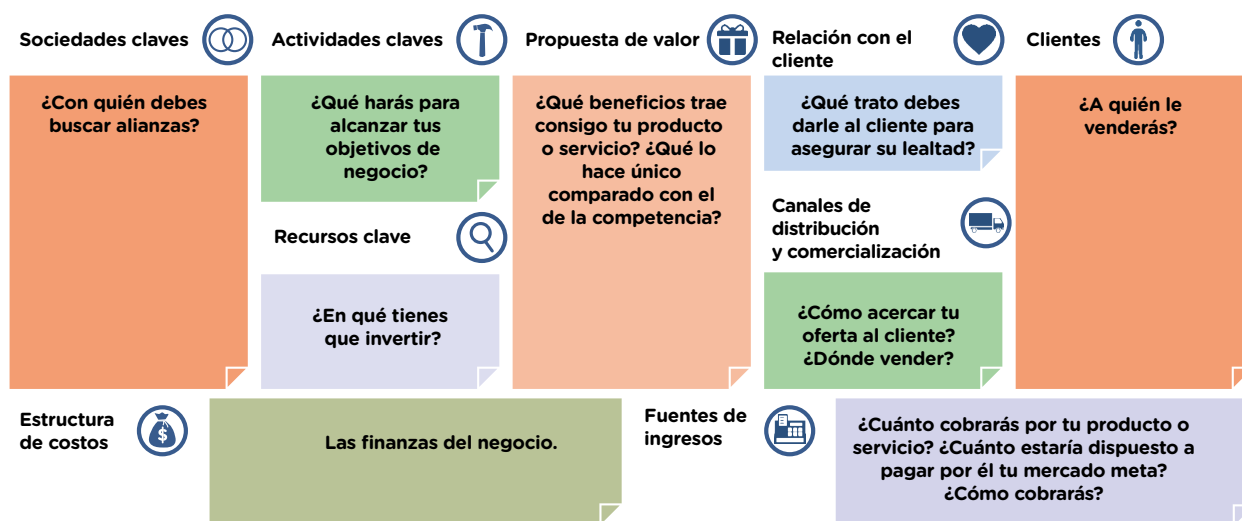 Sociedades claves
¿Con quién debes
buscar alianzas?
Actividades claves
¿Qué harás para
alcanzar tus
objetivos de
negocio?
Recursos clave
¿En qué tienes
que invertir?
Propuesta de valor
¿Qué beneficios trae
consigo tu producto
o servicio? ¿Qué lo
hace único
comparado con el
de la competencia?
Relación con el
cliente
¿Qué trato debes
darle al cliente para
asegurar su lealtad?
Canales de
distribución
y comercialización
¿Cómo acercar tu
oferta al cliente?
¿Dónde vender?
Clientes
¿A quién le
venderás?
Estructura
de costos
$
Las finanzas del negocio.
Fuentes de
ingresos
¿Cuánto cobrarás por tu producto o
servicio? ¿Cuánto estaría dispuesto a
pagar por él tu mercado meta?
¿Cómo cobrarás?